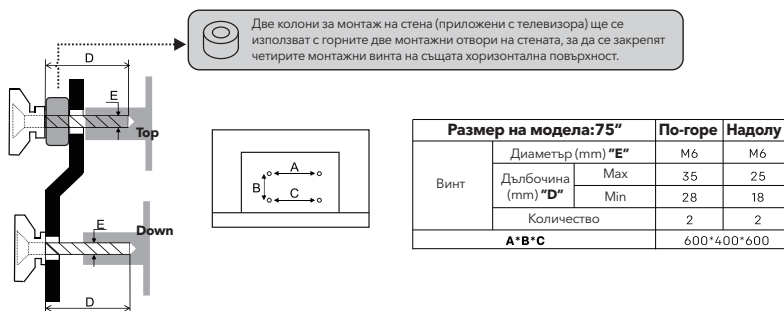 Две колони за монтаж на стена (приложени с телевизора) ще се
използват с горните две монтажни отвори на стената, за да се закрепят
четирите монтажни винта на същата хоризонтална повърхност.
D
E
Top
A
B
C
E
Down
D
Размер на модела:75" По-горе Надолу
Винт
Диаметър (mm) "E" M6 M6
Дълбочина
(mm) "D"
Max 35 25
Min 28 18
Количество 2 2
A*B*C 600*400*600